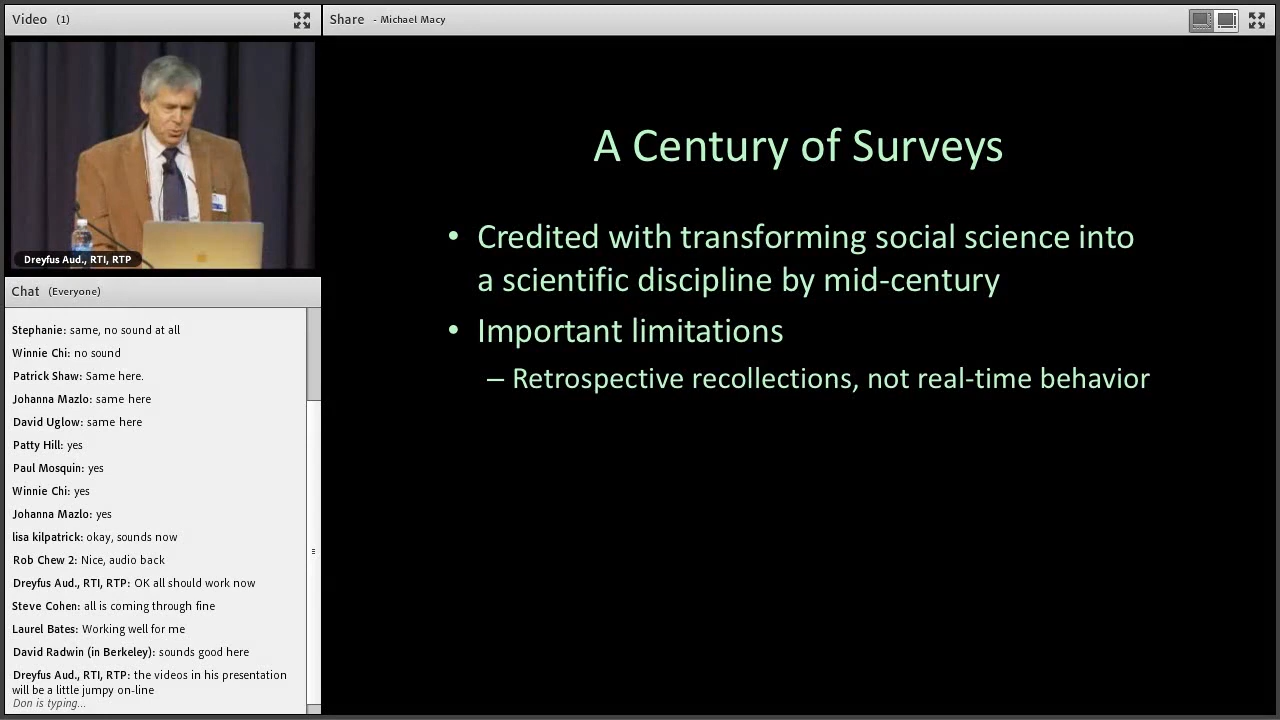 Video (1)
Share - Michael Macy
Dreyfus Aud., RTI, RTP
Chat (Everyone)
Stephanie: same, no sound at all
Winnie Chi: no sound
Patrick Shaw: Same here.
Johanna Mazlo: same here
David Uglow: same here
Patty Hill: yes
Paul Mosquin: yes
Winnie Chi: yes
Johanna Mazlo: yes
lisa kilpatrick: okay, sounds now
Rob Chew 2: Nice, audio back
Dreyfus Aud., RTI, RTP: OK all should work now
Steve Cohen: all is coming through fine
Laurel Bates: Working well for me
David Radwin (in Berkeley): sounds good here
Dreyfus Aud., RTI, RTP: the videos in his presentation
will be a little jumpy on-line
Don is typing...
A Century of Surveys
• Credited with transforming social science into
a scientific discipline by mid-century
• Important limitations
– Retrospective recollections, not real-time behavior